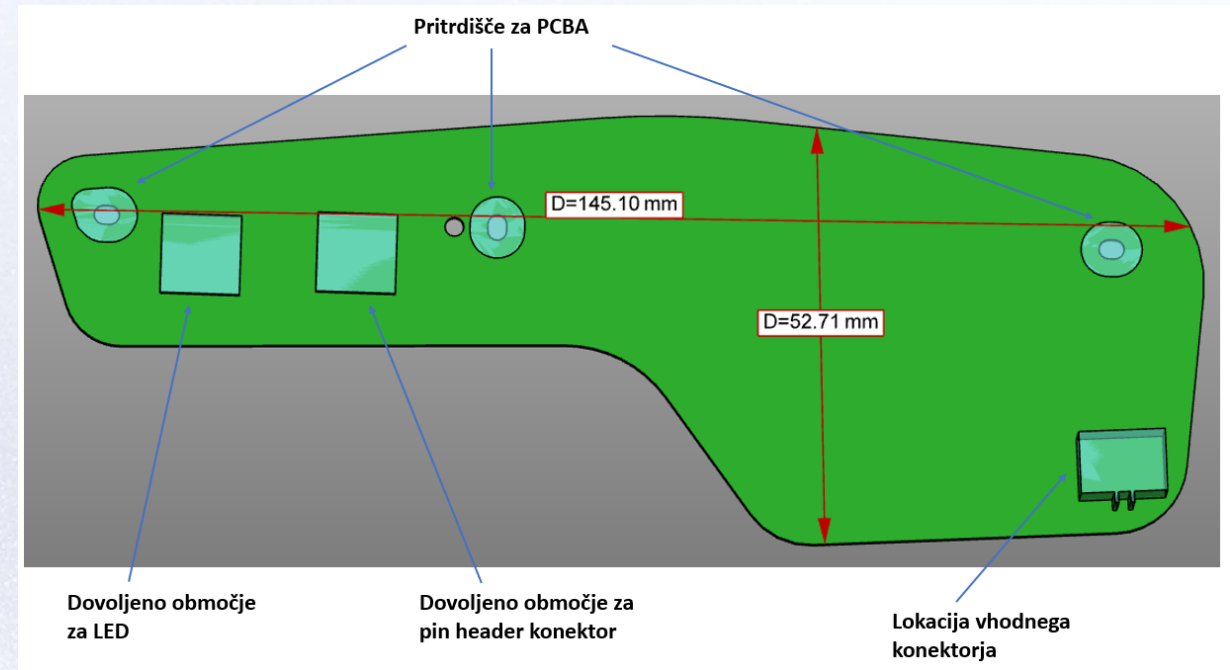 Pritrdišče za PCBA
D=145.10 mm
D=52.71 mm
Dovoljeno območje
za LED
Dovoljeno območje za
pin header konektor
Lokacija vhodnega
konektorja